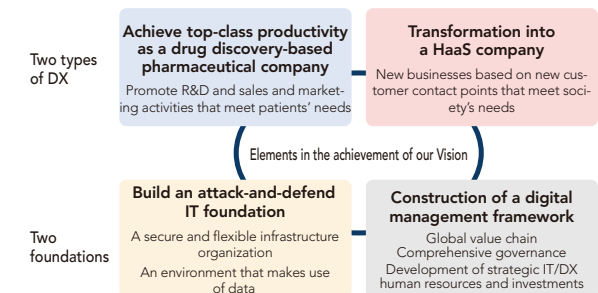 Two types
of DX
Achieve top-class productivity
as a drug discovery-based
pharmaceutical company
Promote R&D and sales and market-
ing activities that meet patients' needs
Transformation into
a HaaS company
New businesses based on new cus-
tomer contact points that meet soci-
ety's needs
Elements in the achievement of our Vision
Two
foundations
Build an attack-and-defend
IT foundation
A secure and flexible infrastructure
organization
An environment that makes use
of data
Construction of a digital
management framework
Global value chain
Comprehensive governance
Development of strategic IT/DX
human resources and investments